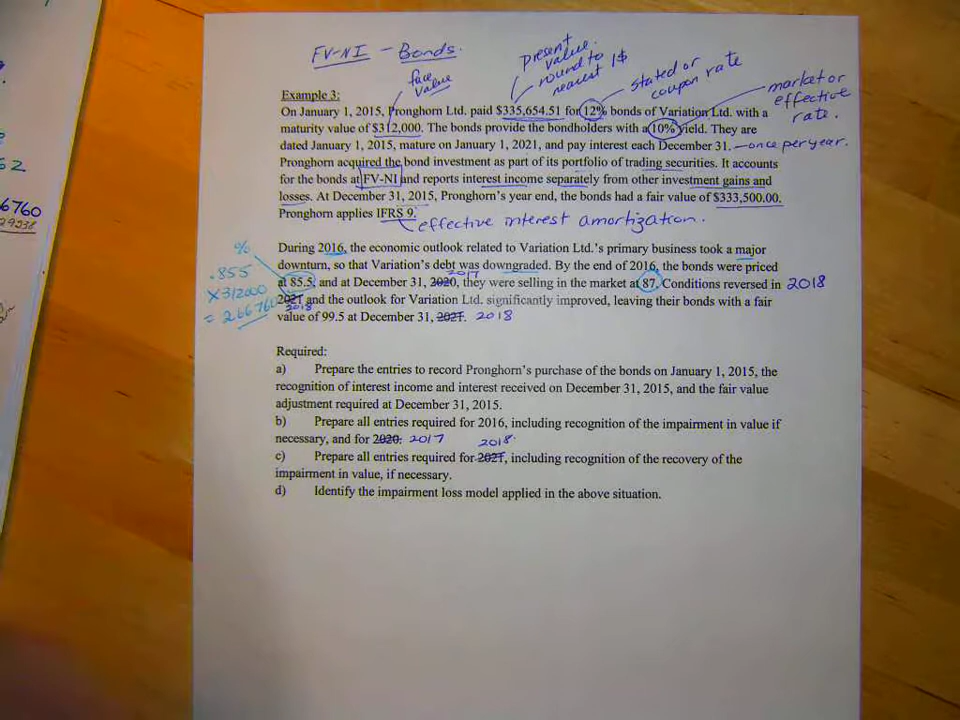 FV-NI - Bonds.
face value
present value. round to nearest 1$
stated or coupon rate
market or effective rate.
Example 3:
On January 1, 2015, Pronghorn Ltd. paid $335,654.51 for 12% bonds of Variation Ltd. with a
maturity value of $312,000. The bonds provide the bondholders with a 10% yield. They are
dated January 1, 2015, mature on January 1, 2021, and pay interest each December 31. - once per year.
Pronghorn acquired the bond investment as part of its portfolio of trading securities. It accounts
for the bonds at FV-NI and reports interest income separately from other investment gains and
losses. At December 31, 2015, Pronghorn's year end, the bonds had a fair value of $333,500.00.
Pronghorn applies IFRS 9. effective interest amortization.
During 2016, the economic outlook related to Variation Ltd.'s primary business took a major
downturn, so that Variation's debt was downgraded. By the end of 2016, the bonds were priced
2017
at 85.5, and at December 31, 2020, they were selling in the market at 87. Conditions reversed in 2018
2021 and the outlook for Variation Ltd. significantly improved, leaving their bonds with a fair
2018
value of 99.5 at December 31, 2021. 2018
%
.855
x 312000
= 266760
Required:
a) Prepare the entries to record Pronghorn's purchase of the bonds on January 1, 2015, the
recognition of interest income and interest received on December 31, 2015, and the fair value
adjustment required at December 31, 2015.
b) Prepare all entries required for 2016, including recognition of the impairment in value if
necessary, and for 2020. 2017
2018
c) Prepare all entries required for 2021, including recognition of the recovery of the
impairment in value, if necessary.
d) Identify the impairment loss model applied in the above situation.
6760
29238